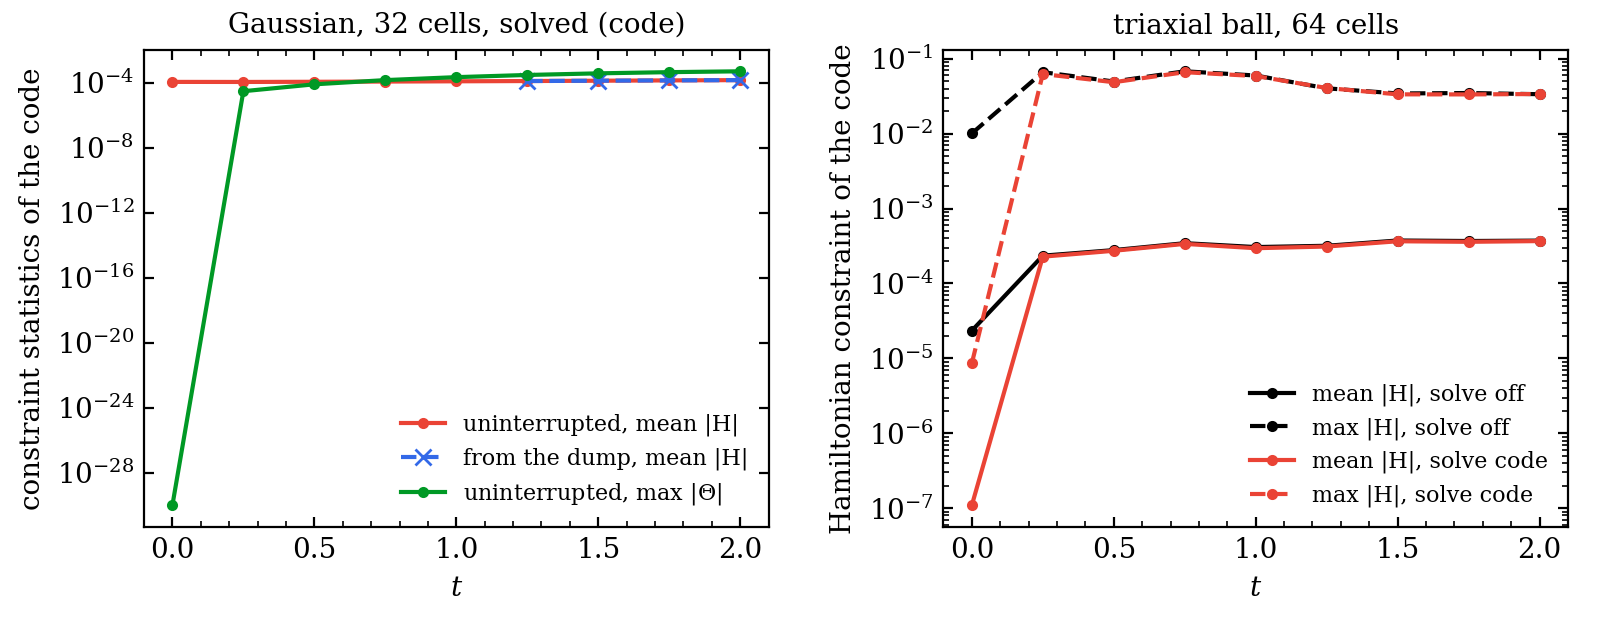 Gaussian, 32 cells, solved (code)
constraint statistics of the code
10⁻⁴
10⁻⁸
10⁻¹²
10⁻¹⁶
10⁻²⁰
10⁻²⁴
10⁻²⁸
uninterrupted, mean |H|
from the dump, mean |H|
uninterrupted, max |Θ|
0.0 0.5 1.0 1.5 2.0
t
triaxial ball, 64 cells
Hamiltonian constraint of the code
10⁻¹
10⁻²
10⁻³
10⁻⁴
10⁻⁵
10⁻⁶
10⁻⁷
mean |H|, solve off
max |H|, solve off
mean |H|, solve code
max |H|, solve code
0.0 0.5 1.0 1.5 2.0
t